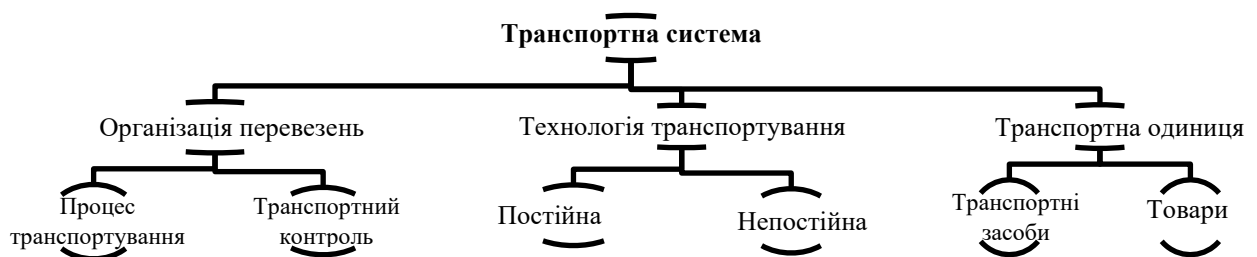 Транспортна система
Організація перевезень
Технологія транспортування
Транспортна одиниця
Процес
транспортування
Транспортний
контроль
Постійна
Непостійна
Транспортні
засоби
Товари